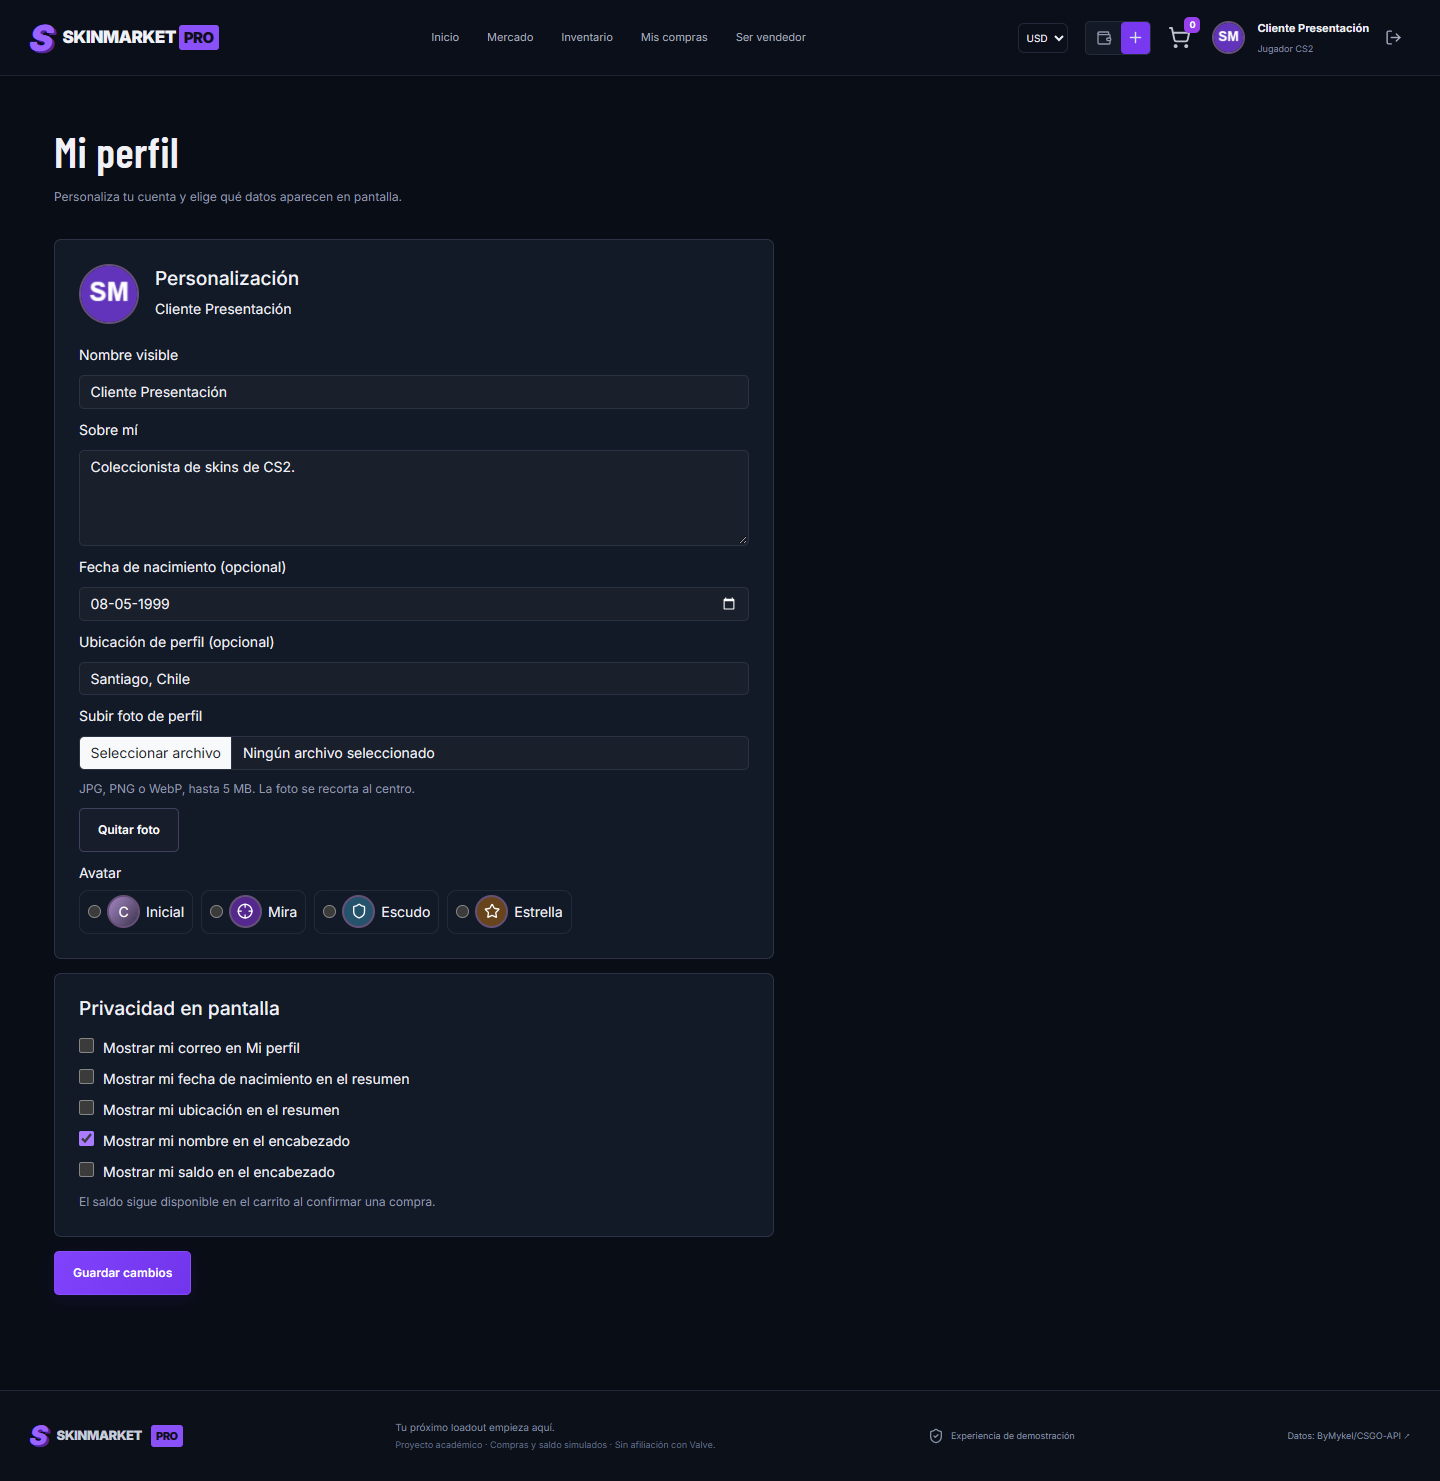 SKINMARKET PRO
Inicio
Mercado
Inventario
Mis compras
Ser vendedor
USD
0
SM
Cliente Presentación
Jugador CS2
Mi perfil
Personaliza tu cuenta y elige qué datos aparecen en pantalla.
SM
Personalización
Cliente Presentación
Nombre visible
Cliente Presentación
Sobre mí
Coleccionista de skins de CS2.
Fecha de nacimiento (opcional)
08-05-1999
Ubicación de perfil (opcional)
Santiago, Chile
Subir foto de perfil
Seleccionar archivo Ningún archivo seleccionado
JPG, PNG o WebP, hasta 5 MB. La foto se recorta al centro.
Quitar foto
Avatar
C Inicial
Mira
Escudo
Estrella
Privacidad en pantalla
Mostrar mi correo en Mi perfil
Mostrar mi fecha de nacimiento en el resumen
Mostrar mi ubicación en el resumen
Mostrar mi nombre en el encabezado
Mostrar mi saldo en el encabezado
El saldo sigue disponible en el carrito al confirmar una compra.
Guardar cambios
SKINMARKET PRO
Tu próximo loadout empieza aquí.
Proyecto académico · Compras y saldo simulados · Sin afiliación con Valve.
Experiencia de demostración
Datos: ByMykel/CSGO-API ↗